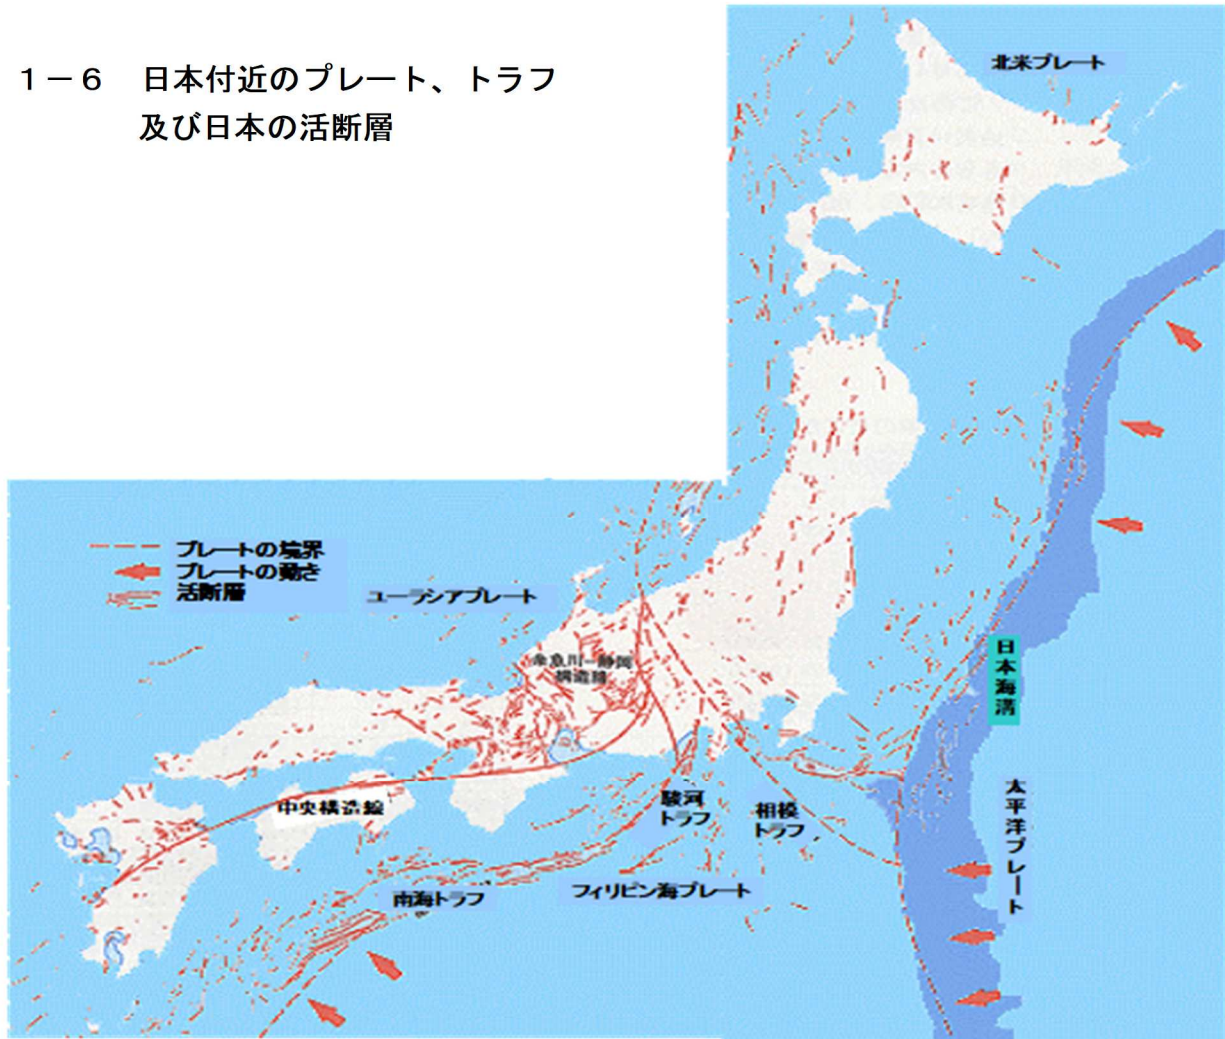 1－6　日本付近のプレート、トラフ
及び日本の活断層
北米プレート
プレートの境界
プレートの動き
活断層
ユーラシアプレート
糸魚川－静岡
構造線
日本海溝
中央構造線
駿河
トラフ
相模
トラフ
太平洋プレート
南海トラフ
フィリピン海プレート